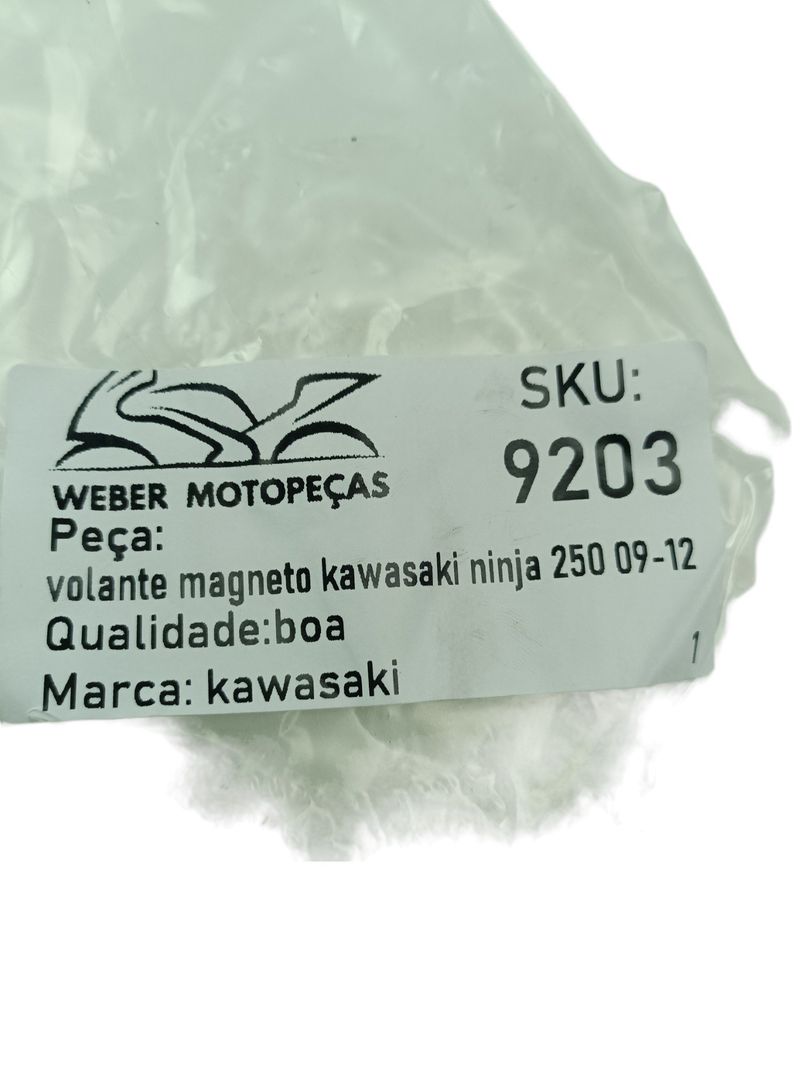 WEBER MOTOPEÇAS
SKU:
9203
Peça:
volante magneto kawasaki ninja 250 09-12
Qualidade:boa
Marca: kawasaki
1